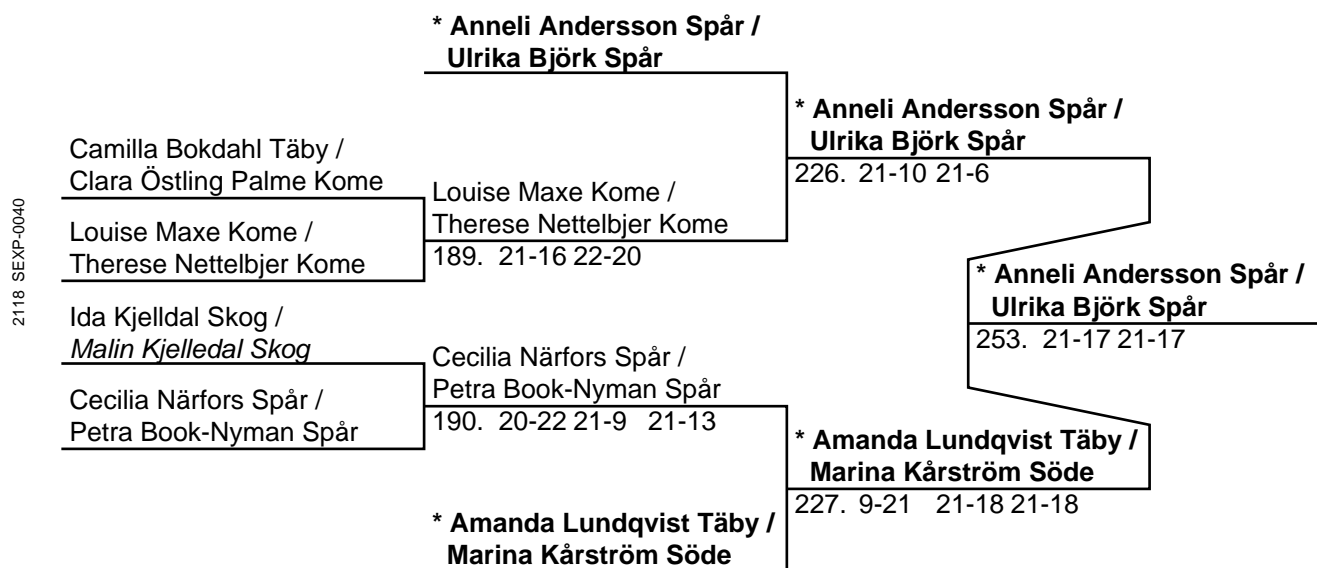 2118 SEXP-0040
Camilla Bokdahl Täby /
Clara Östling Palme Kome
Louise Maxe Kome /
Therese Nettelbjer Kome
Ida Kjelldal Skog /
Malin Kjelledal Skog
Cecilia Närfors Spår /
Petra Book-Nyman Spår
* Anneli Andersson Spår /
Ulrika Björk Spår
Louise Maxe Kome /
Therese Nettelbjer Kome
189. 21-16 22-20
Cecilia Närfors Spår /
Petra Book-Nyman Spår
190. 20-22 21-9 21-13
* Amanda Lundqvist Täby /
Marina Kårström Söde
* Anneli Andersson Spår /
Ulrika Björk Spår
226. 21-10 21-6
* Amanda Lundqvist Täby /
Marina Kårström Söde
227. 9-21 21-18 21-18
* Anneli Andersson Spår /
Ulrika Björk Spår
253. 21-17 21-17